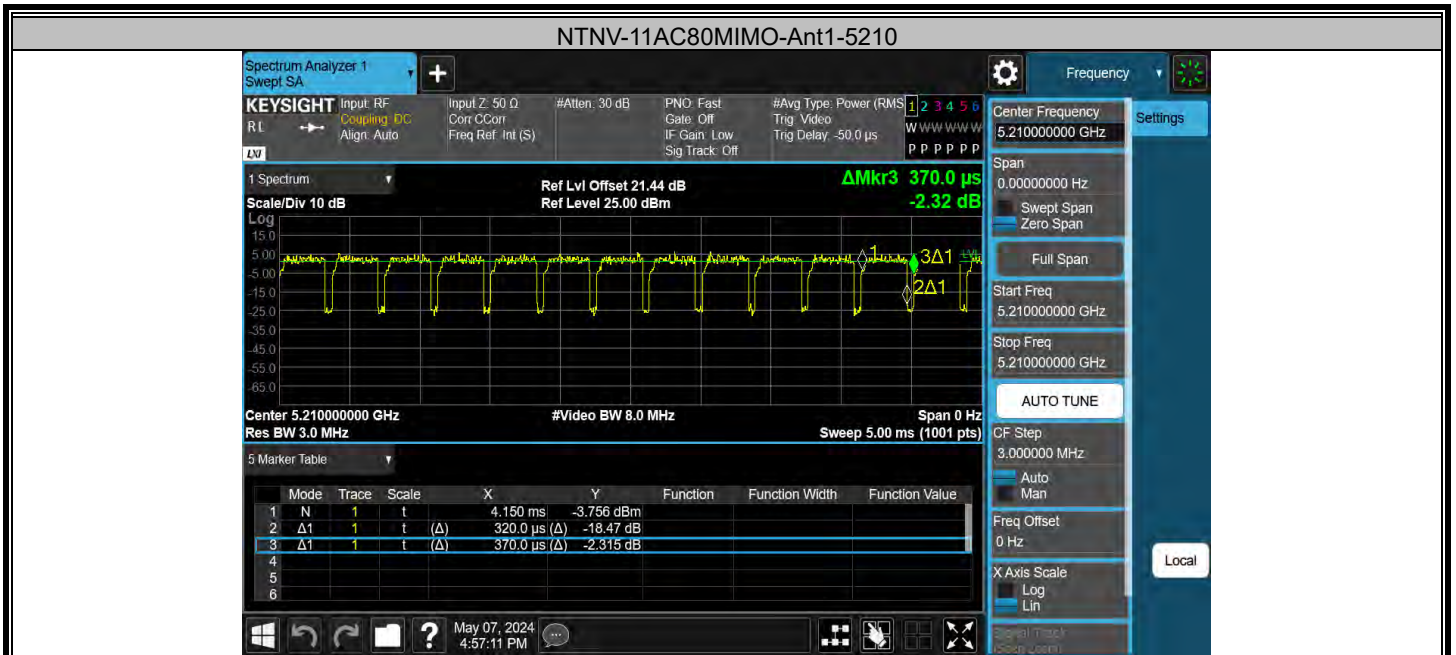 NTNV-11AC80MIMO-Ant1-5210
Spectrum Analyzer 1
Swept SA
+
Frequency
KEYSIGHT
RL
LXI
Input: RF
Coupling: DC
Align: Auto
Input Z: 50 Ω
Corr CCorr
Freq Ref: Int (S)
#Atten: 30 dB
PNO: Fast
Gate: Off
IF Gain: Low
Sig Track: Off
#Avg Type: Power (RMS
Trig: Video
Trig Delay: -50.0 µs
1 2 3 4 5 6
W W W W W W
P P P P P P
Center Frequency
5.210000000 GHz
Settings
Span
0.00000000 Hz
Swept Span
Zero Span
Full Span
Start Freq
5.210000000 GHz
Stop Freq
5.210000000 GHz
AUTO TUNE
CF Step
3.000000 MHz
Auto
Man
Freq Offset
0 Hz
X Axis Scale
Log
Lin
Signal Track
(Span Zoom)
Local
1 Spectrum
Scale/Div 10 dB
Ref Lvl Offset 21.44 dB
Ref Level 25.00 dBm
ΔMkr3 370.0 µs
-2.32 dB
Log
15.0
5.00
-5.00
-15.0
-25.0
-35.0
-45.0
-55.0
-65.0
1
3Δ1
2Δ1
Center 5.210000000 GHz
Res BW 3.0 MHz
#Video BW 8.0 MHz
Span 0 Hz
Sweep 5.00 ms (1001 pts)
5 Marker Table
Mode Trace Scale X Y Function Function Width Function Value
1 N 1 t 4.150 ms -3.756 dBm
2 Δ1 1 t (Δ) 320.0 µs (Δ) -18.47 dB
3 Δ1 1 t (Δ) 370.0 µs (Δ) -2.315 dB
4
5
6
?
May 07, 2024
4:57:11 PM